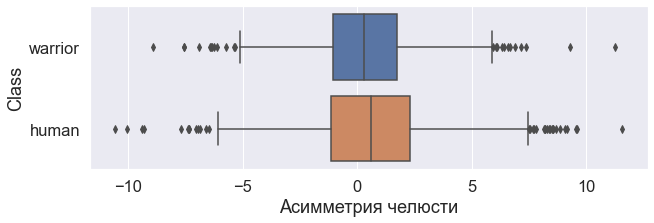 Class
warrior
human
−10 −5 0 5 10
Асимметрия челюсти